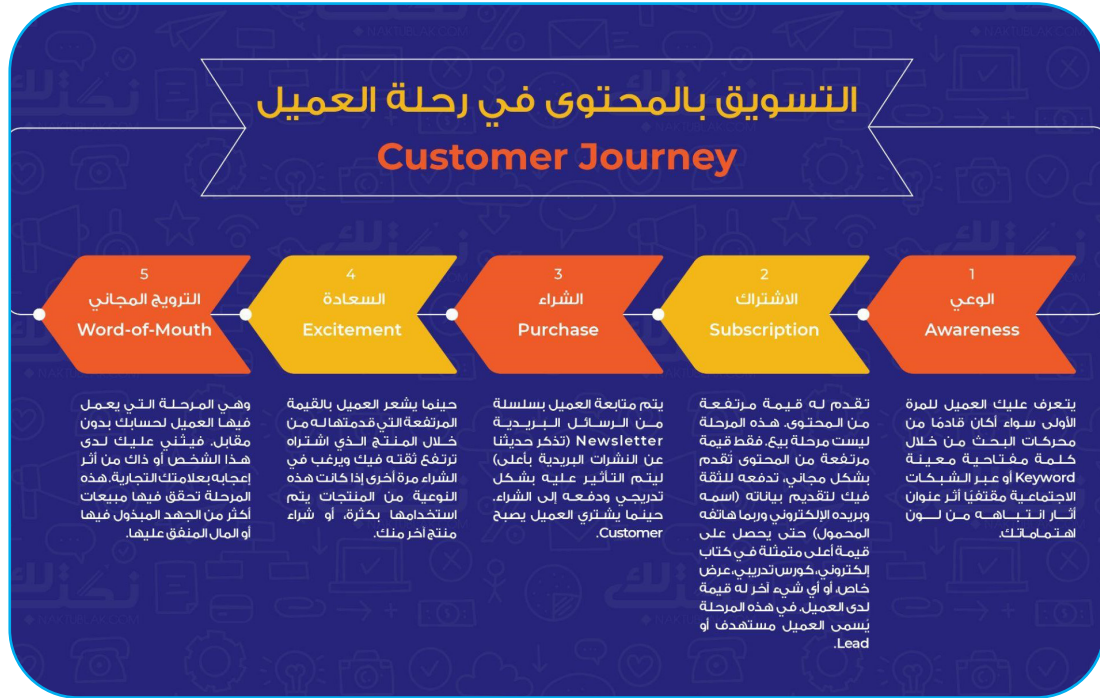 التسويق بالمحتوى في رحلة العميل
Customer Journey
1
الوعي
Awareness
يتعرف عليك العميل للمرة
الأولى سواء أكان قادمًا من
محركات البحث من خلال
كلمة مفتاحية معينة
Keyword أو عبر الشبكات
الاجتماعية مقتفيًا أثر عنوان
أثار انتباهه من لون
اهتماماتك.
2
الاشتراك
Subscription
تقدم له قيمة مرتفعة
من المحتوى. هذه المرحلة
ليست مرحلة بيع. فقط قيمة
مرتفعة من المحتوى تُقدم
بشكل مجاني، تدفعه للثقة
فيك لتقديم بياناته (اسمه
وبريده الإلكتروني وربما هاتفه
المحمول) حتى يحصل على
قيمة أعلى متمثلة في كتاب
إلكتروني، كورس تدريبي، عرض
خاص، أو أي شيء آخر له قيمة
لدى العميل. في هذه المرحلة
يُسمى العميل مستهدف أو
Lead.
3
الشراء
Purchase
يتم متابعة العميل بسلسلة
من الرسائل البريدية
Newsletter (تذكر حديثنا
عن النشرات البريدية بأعلى)
ليتم التأثير عليه بشكل
تدريجي ودفعه إلى الشراء.
حينما يشتري العميل يصبح
Customer.
4
السعادة
Excitement
حينما يشعر العميل بالقيمة
المرتفعة التي قدمتها له من
خلال المنتج الذي اشتراه
ترتفع ثقته فيك ويرغب في
الشراء مرة أخرى إذا كانت هذه
النوعية من المنتجات يتم
استخدامها بكثرة، أو شراء
منتج آخر منك.
5
الترويج المجاني
Word-of-Mouth
وهي المرحلة التي يعمل
فيها العميل لحسابك بدون
مقابل. فيثني عليك لدى
هذا الشخص أو ذاك من أثر
إعجابه بعلامتك التجارية. هذه
المرحلة تحقق فيها مبيعات
أكثر من الجهد المبذول فيها
أو المال المنفق عليها.